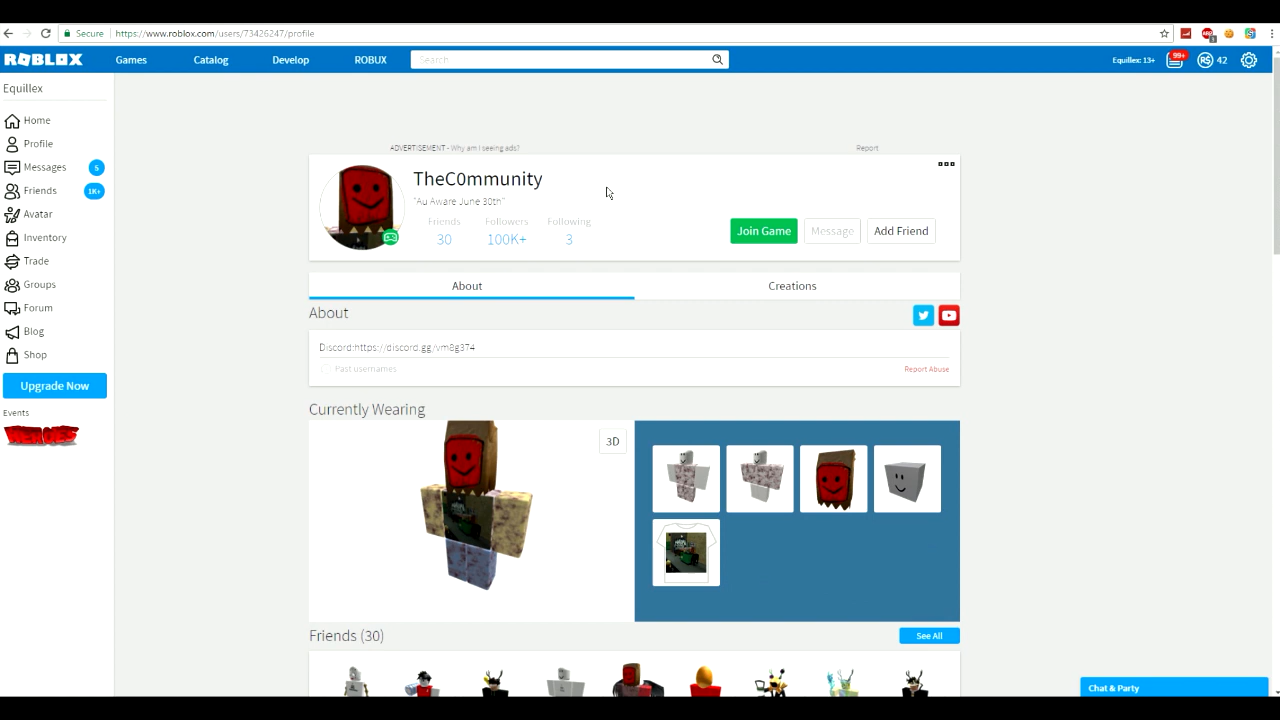 Secure
https://www.roblox.com/users/73426247/profile
ROBLOX
Games
Catalog
Develop
ROBUX
Search
Equillex: 13+
99+
R$ 42
Equillex
Home
Profile
Messages
5
Friends
1K+
Avatar
Inventory
Trade
Groups
Forum
Blog
Shop
Upgrade Now
Events
HEROES
ADVERTISEMENT - Why am I seeing ads?
Report
TheC0mmunity
"Au Aware June 30th"
Friends
Followers
Following
30
100K+
3
Join Game
Message
Add Friend
About
Creations
About
Discord:https://discord.gg/vm8g374
Past usernames
Report Abuse
Currently Wearing
3D
Friends (30)
See All
Chat & Party